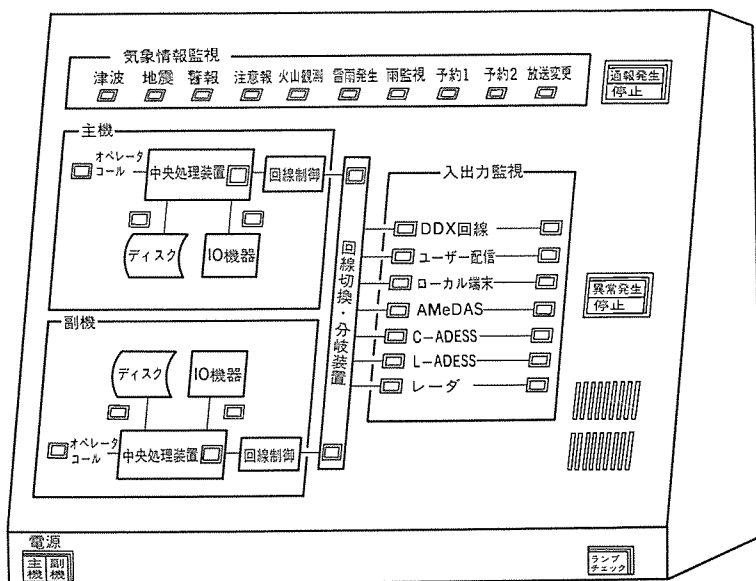 気象情報監視
津波 地震 警報 注意報 火山観測 雷雨発生 雨監視 予約1 予約2 放送変更
通報発生
停止
主機
オペレータ
コール
中央処理装置
回線制御
ディスク
IO機器
回線切換・分岐装置
入出力監視
DDX回線
ユーザー配信
ローカル端末
AMeDAS
C-ADESS
L-ADESS
レーダ
異常発生
停止
副機
ディスク
IO機器
オペレータ
コール
中央処理装置
回線制御
電源
主機
副機
ランプ
チェック